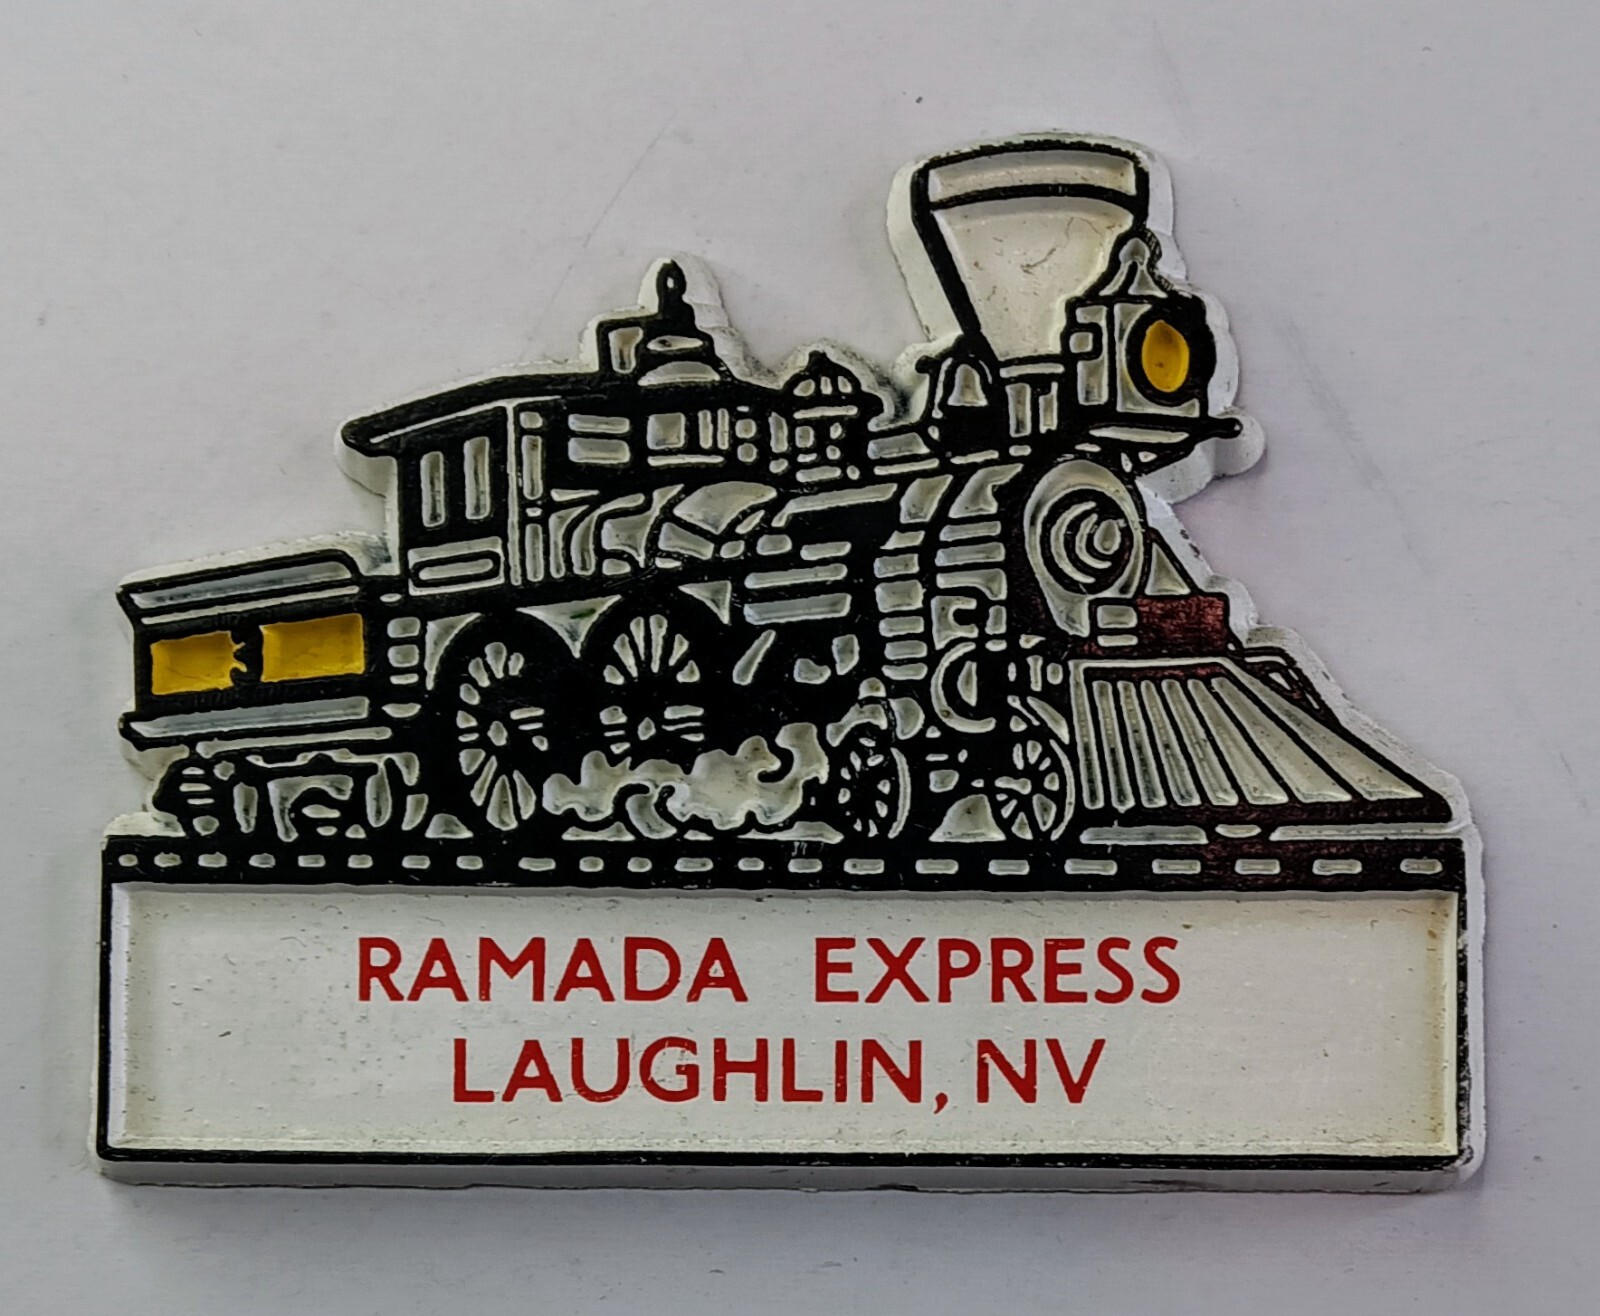 RAMADA EXPRESS
LAUGHLIN, NV